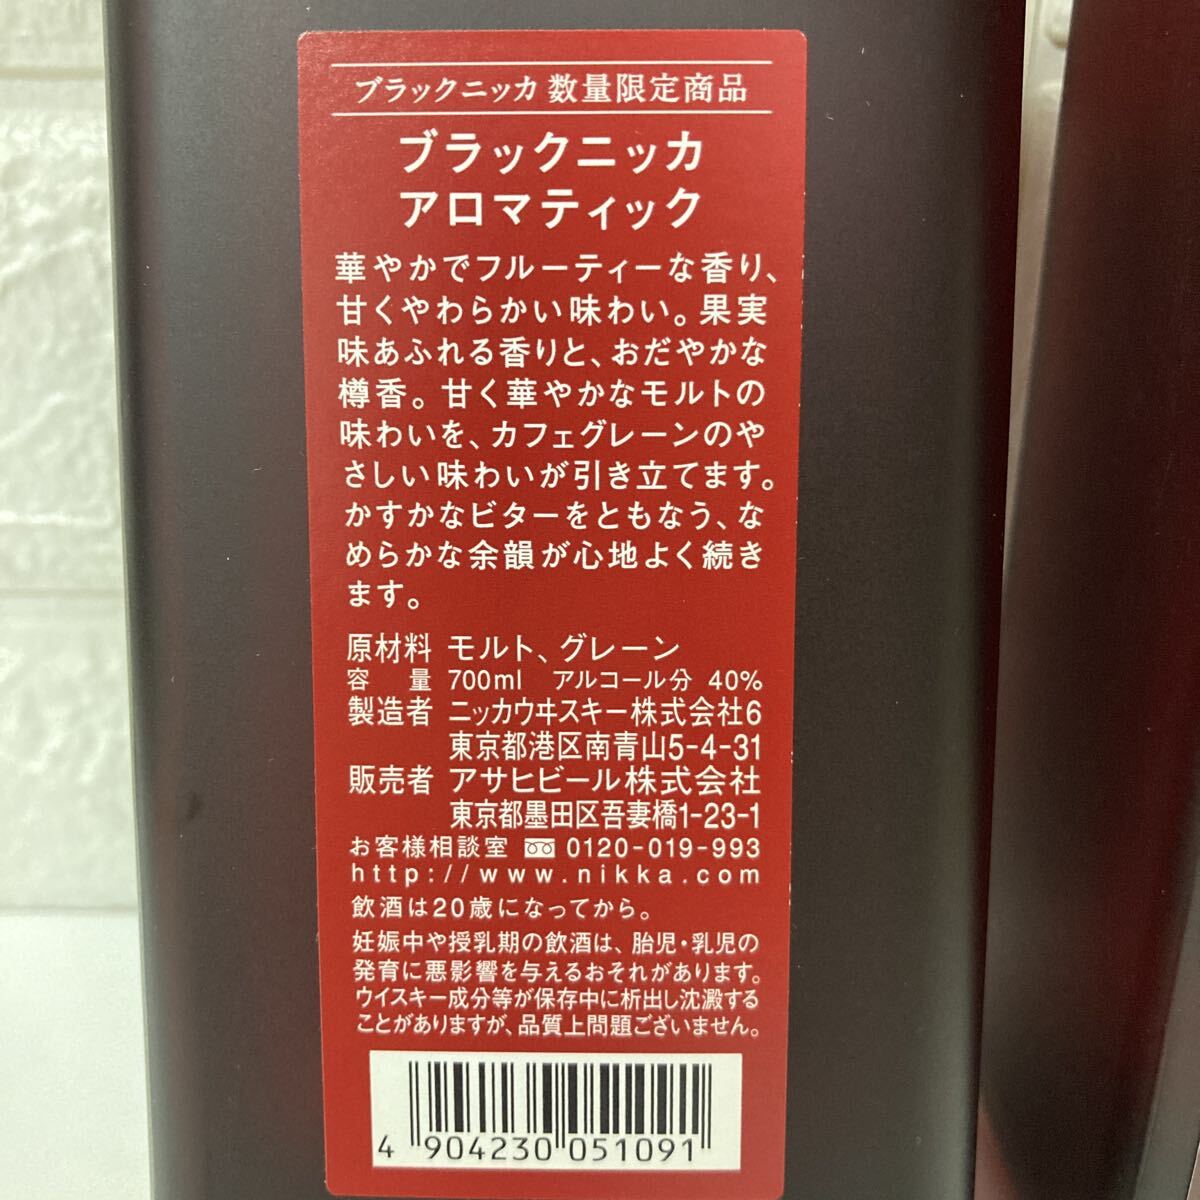 ブラックニッカ 数量限定商品
ブラックニッカ
アロマティック
華やかでフルーティーな香り、
甘くやわらかい味わい。果実
味あふれる香りと、おだやかな
樽香。甘く華やかなモルトの
味わいを、カフェグレーンのや
さしい味わいが引き立てます。
かすかなビターをともなう、な
めらかな余韻が心地よく続き
ます。
原材料 モルト、グレーン
容 量 700ml アルコール分 40%
製造者 ニッカウヰスキー株式会社6
東京都港区南青山5-4-31
販売者 アサヒビール株式会社
東京都墨田区吾妻橋1-23-1
お客様相談室 0120-019-993
http://www.nikka.com
飲酒は20歳になってから。
妊娠中や授乳期の飲酒は、胎児・乳児の
発育に悪影響を与えるおそれがあります。
ウイスキー成分等が保存中に析出し沈澱する
ことがありますが、品質上問題ございません。
4 904230 051091